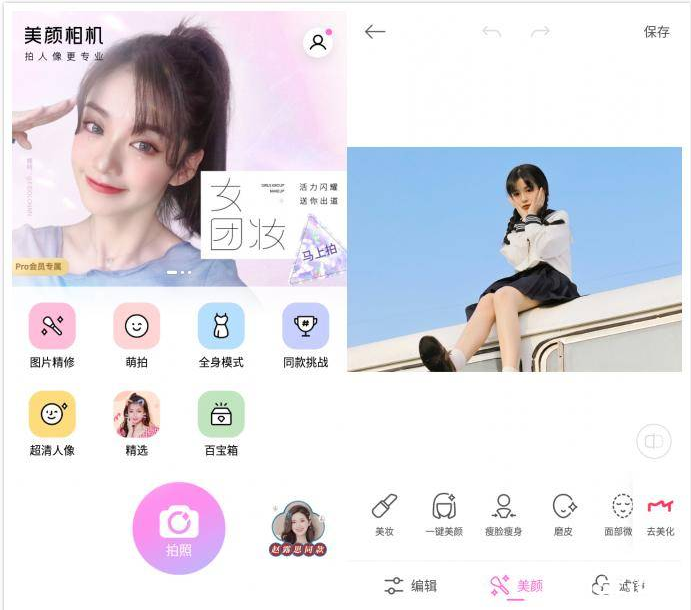 美颜相机
拍人像更专业
女
团妆
GIRLS GROUP
MAKEUP
活力闪耀
送你出道
马上拍
Pro会员专属
图片精修
萌拍
全身模式
同款挑战
超清人像
精选
百宝箱
拍照
赵露思同款
保存
美妆
一键美颜
瘦脸瘦身
磨皮
面部微
去美化
编辑
美颜